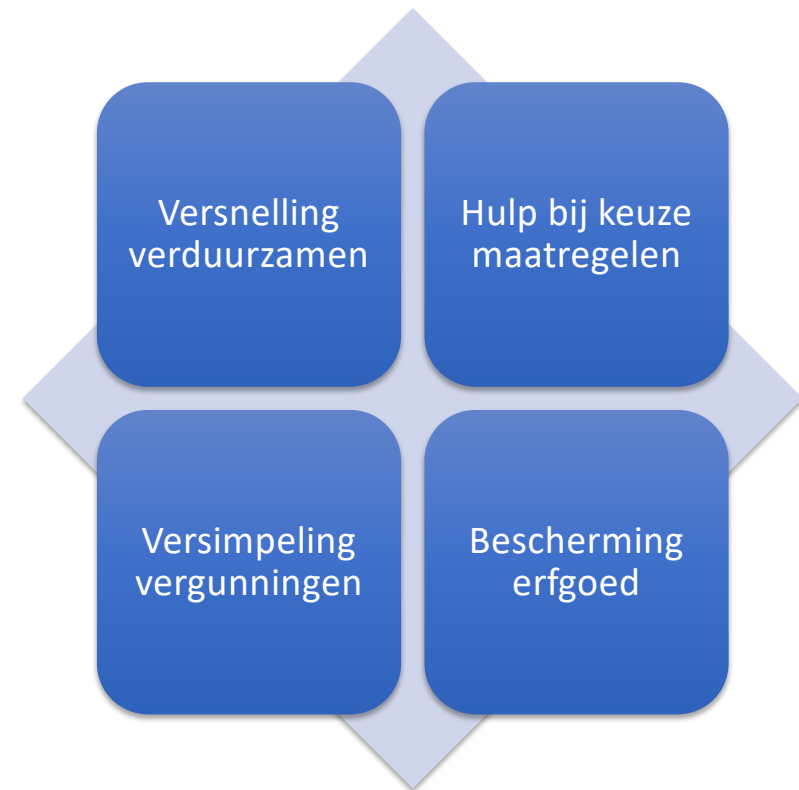 Versnelling
verduurzamen
Hulp bij keuze
maatregelen
Versimpeling
vergunningen
Bescherming
erfgoed